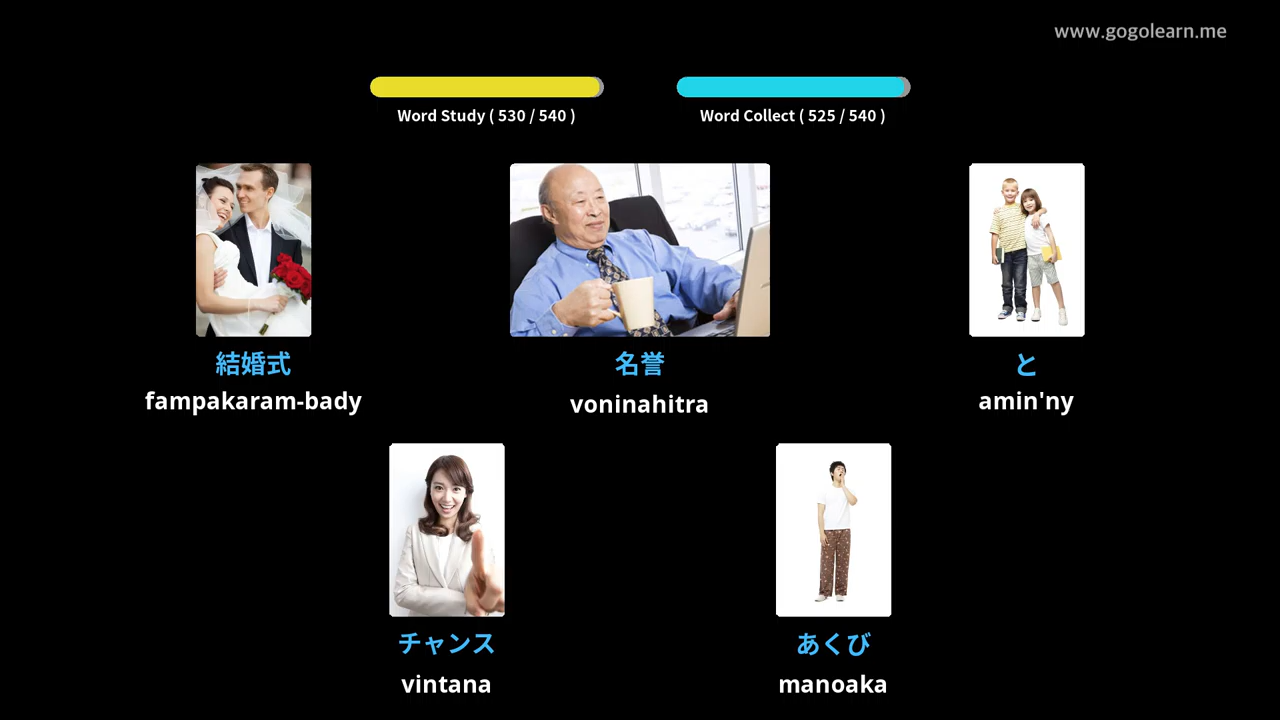 www.gogolearn.me
Word Study ( 530 / 540 )
Word Collect ( 525 / 540 )
結婚式
fampakaram-bady
名誉
voninahitra
と
amin'ny
チャンス
vintana
あくび
manoaka